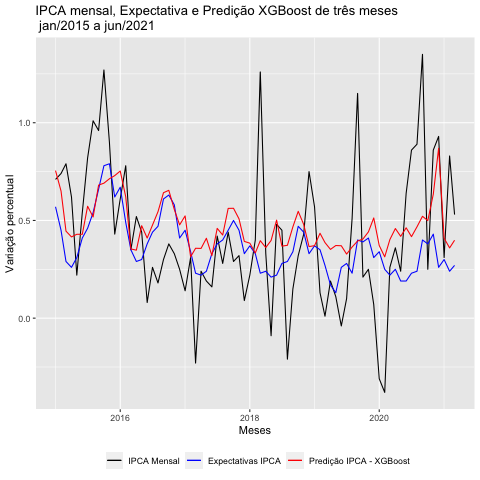 IPCA mensal, Expectativa e Predição XGBoost de três meses
jan/2015 a jun/2021
Variação percentual
1.0
0.5
0.0
2016
2018
2020
Meses
IPCA Mensal
Expectativas IPCA
Predição IPCA - XGBoost